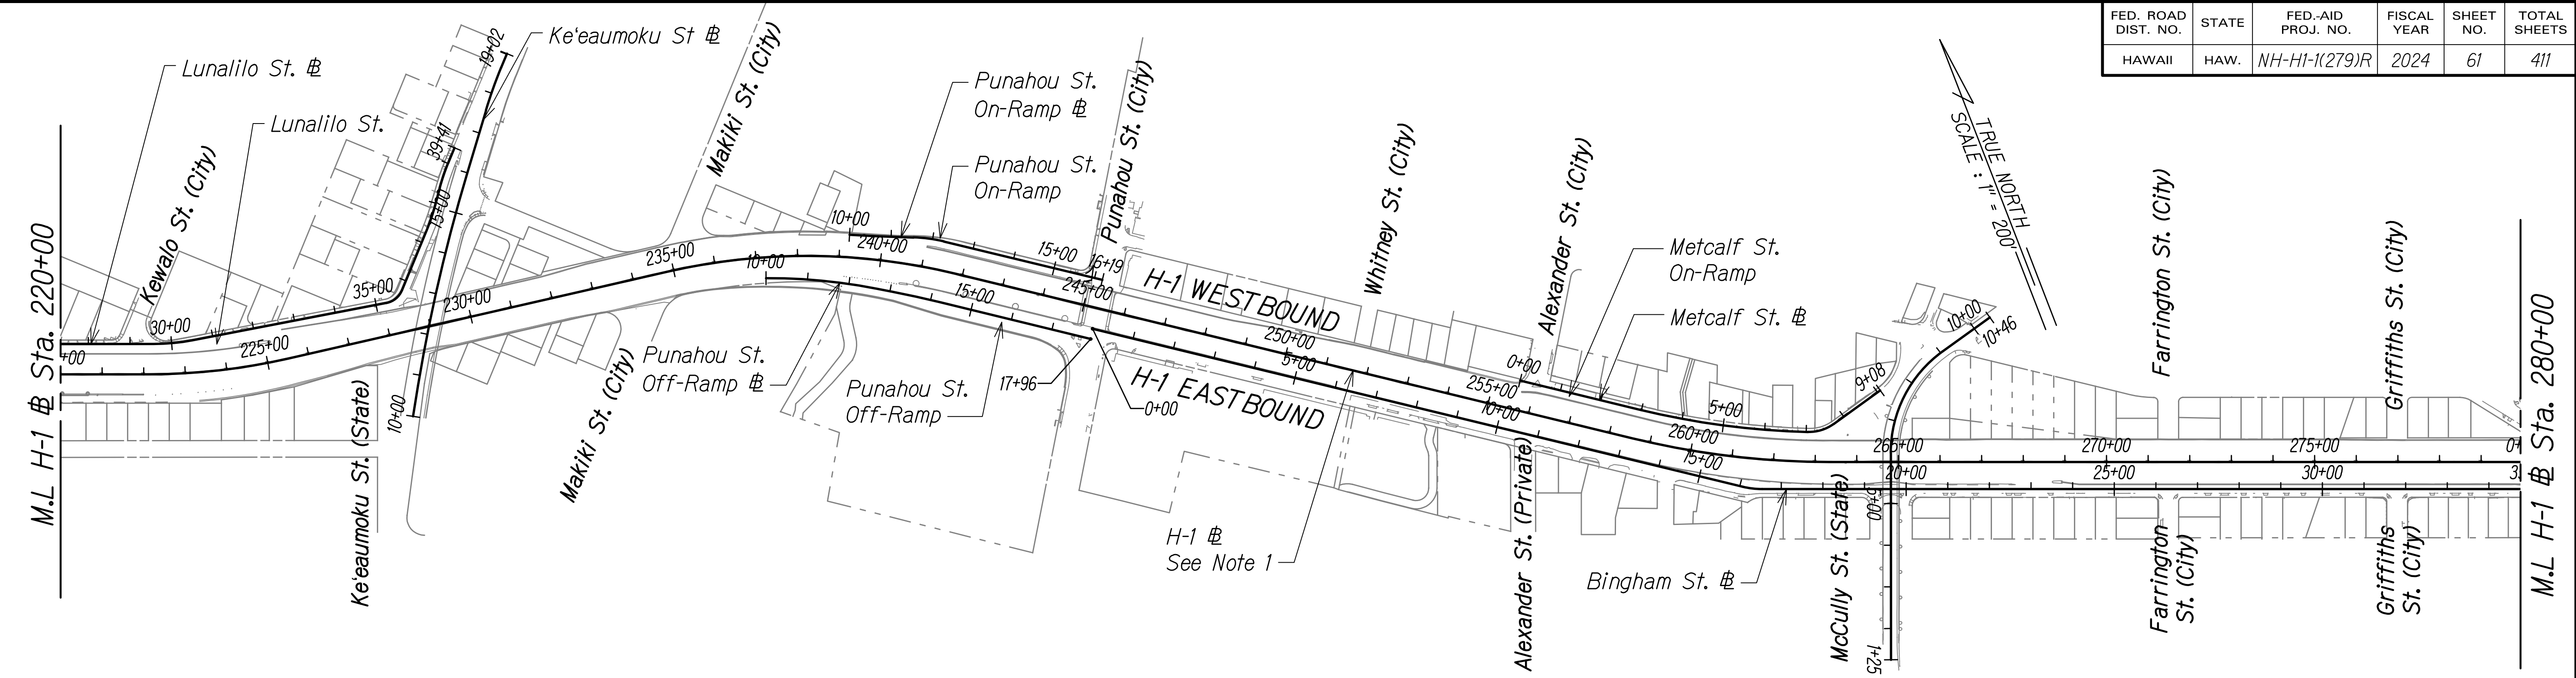 FED. ROAD DIST. NO.
STATE
FED.-AID PROJ. NO.
FISCAL YEAR
SHEET NO.
TOTAL SHEETS
HAWAII
HAW.
NH-H1-1(279)R
2024
61
411
TRUE NORTH
SCALE : 1" = 200'
M.L H-1 ℄ Sta. 220+00
Lunalilo St. ℄
Lunalilo St.
Kewalo St. (City)
Ke'eaumoku St ℄
19+02
39+41
15+00
Makiki St. (City)
Punahou St.
On-Ramp ℄
Punahou St.
On-Ramp
Punahou St. (City)
Whitney St. (City)
Alexander St. (City)
Metcalf St.
On-Ramp
Metcalf St. ℄
Farrington St. (City)
Griffiths St. (City)
M.L H-1 ℄ Sta. 280+00
+00
30+00
35+00
225+00
230+00
235+00
10+00
240+00
10+00
15+00
16+19
15+00
245+00
H-1 WESTBOUND
250+00
5+00
H-1 EASTBOUND
0+00
255+00
10+00
5+00
260+00
15+00
9+08
10+00
10+46
265+00
20+00
270+00
25+00
275+00
30+00
0+
3
10+00
Ke'eaumoku St. (State)
Makiki St. (City)
Punahou St.
Off-Ramp ℄
Punahou St.
Off-Ramp
17+96
0+00
H-1 ℄
See Note 1
Alexander St. (Private)
Bingham St. ℄
McCully St. (State)
5+00
1+25
Farrington
St. (City)
Griffiths
St. (City)